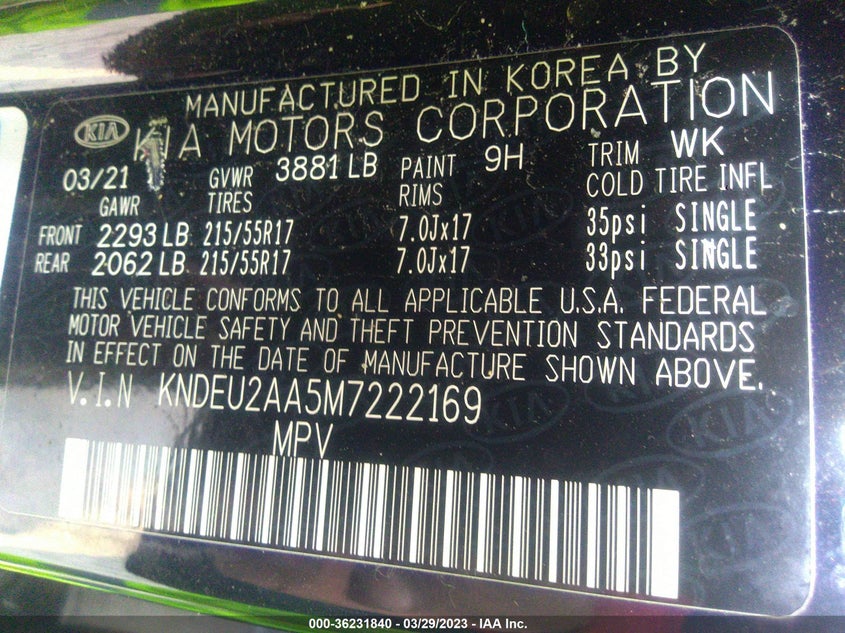 MANUFACTURED IN KOREA BY
KIA KIA MOTORS CORPORATION
03/21 GVWR 3881 LB PAINT 9H TRIM WK
GAWR TIRES RIMS COLD TIRE INFL
FRONT 2293 LB 215/55R17 7.0Jx17 35psi SINGLE
REAR 2062 LB 215/55R17 7.0Jx17 33psi SINGLE
THIS VEHICLE CONFORMS TO ALL APPLICABLE U.S.A. FEDERAL
MOTOR VEHICLE SAFETY AND THEFT PREVENTION STANDARDS
IN EFFECT ON THE DATE OF MANUFACTURE SHOWN ABOVE.
V.I.N KNDEU2AA5M7222169
MPV
000-36231840 — 03/29/2023 — IAA Inc.